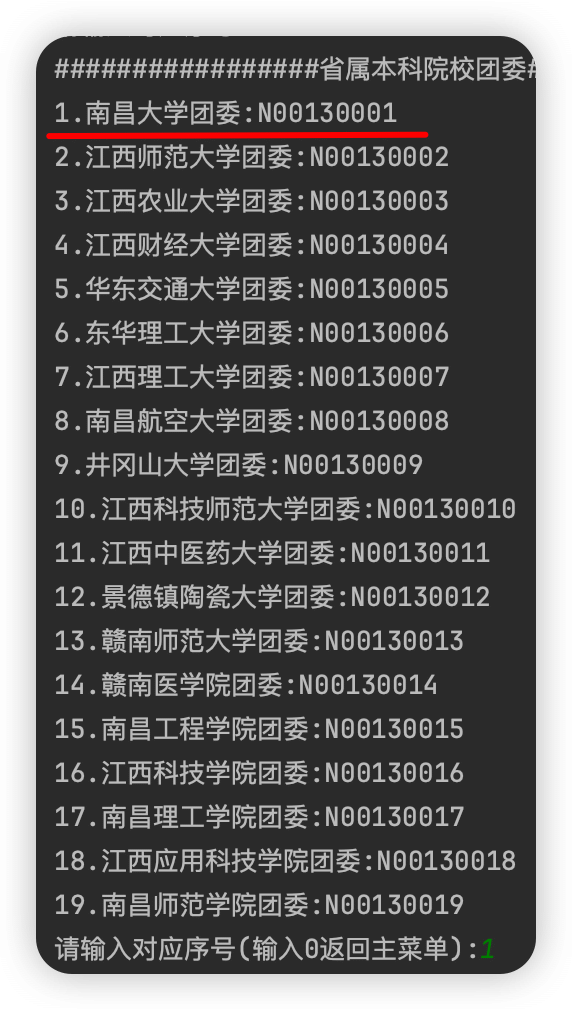 #################省属本科院校团委#
1.南昌大学团委:N00130001
2.江西师范大学团委:N00130002
3.江西农业大学团委:N00130003
4.江西财经大学团委:N00130004
5.华东交通大学团委:N00130005
6.东华理工大学团委:N00130006
7.江西理工大学团委:N00130007
8.南昌航空大学团委:N00130008
9.井冈山大学团委:N00130009
10.江西科技师范大学团委:N00130010
11.江西中医药大学团委:N00130011
12.景德镇陶瓷大学团委:N00130012
13.赣南师范大学团委:N00130013
14.赣南医学院团委:N00130014
15.南昌工程学院团委:N00130015
16.江西科技学院团委:N00130016
17.南昌理工学院团委:N00130017
18.江西应用科技学院团委:N00130018
19.南昌师范学院团委:N00130019
请输入对应序号(输入0返回主菜单):1